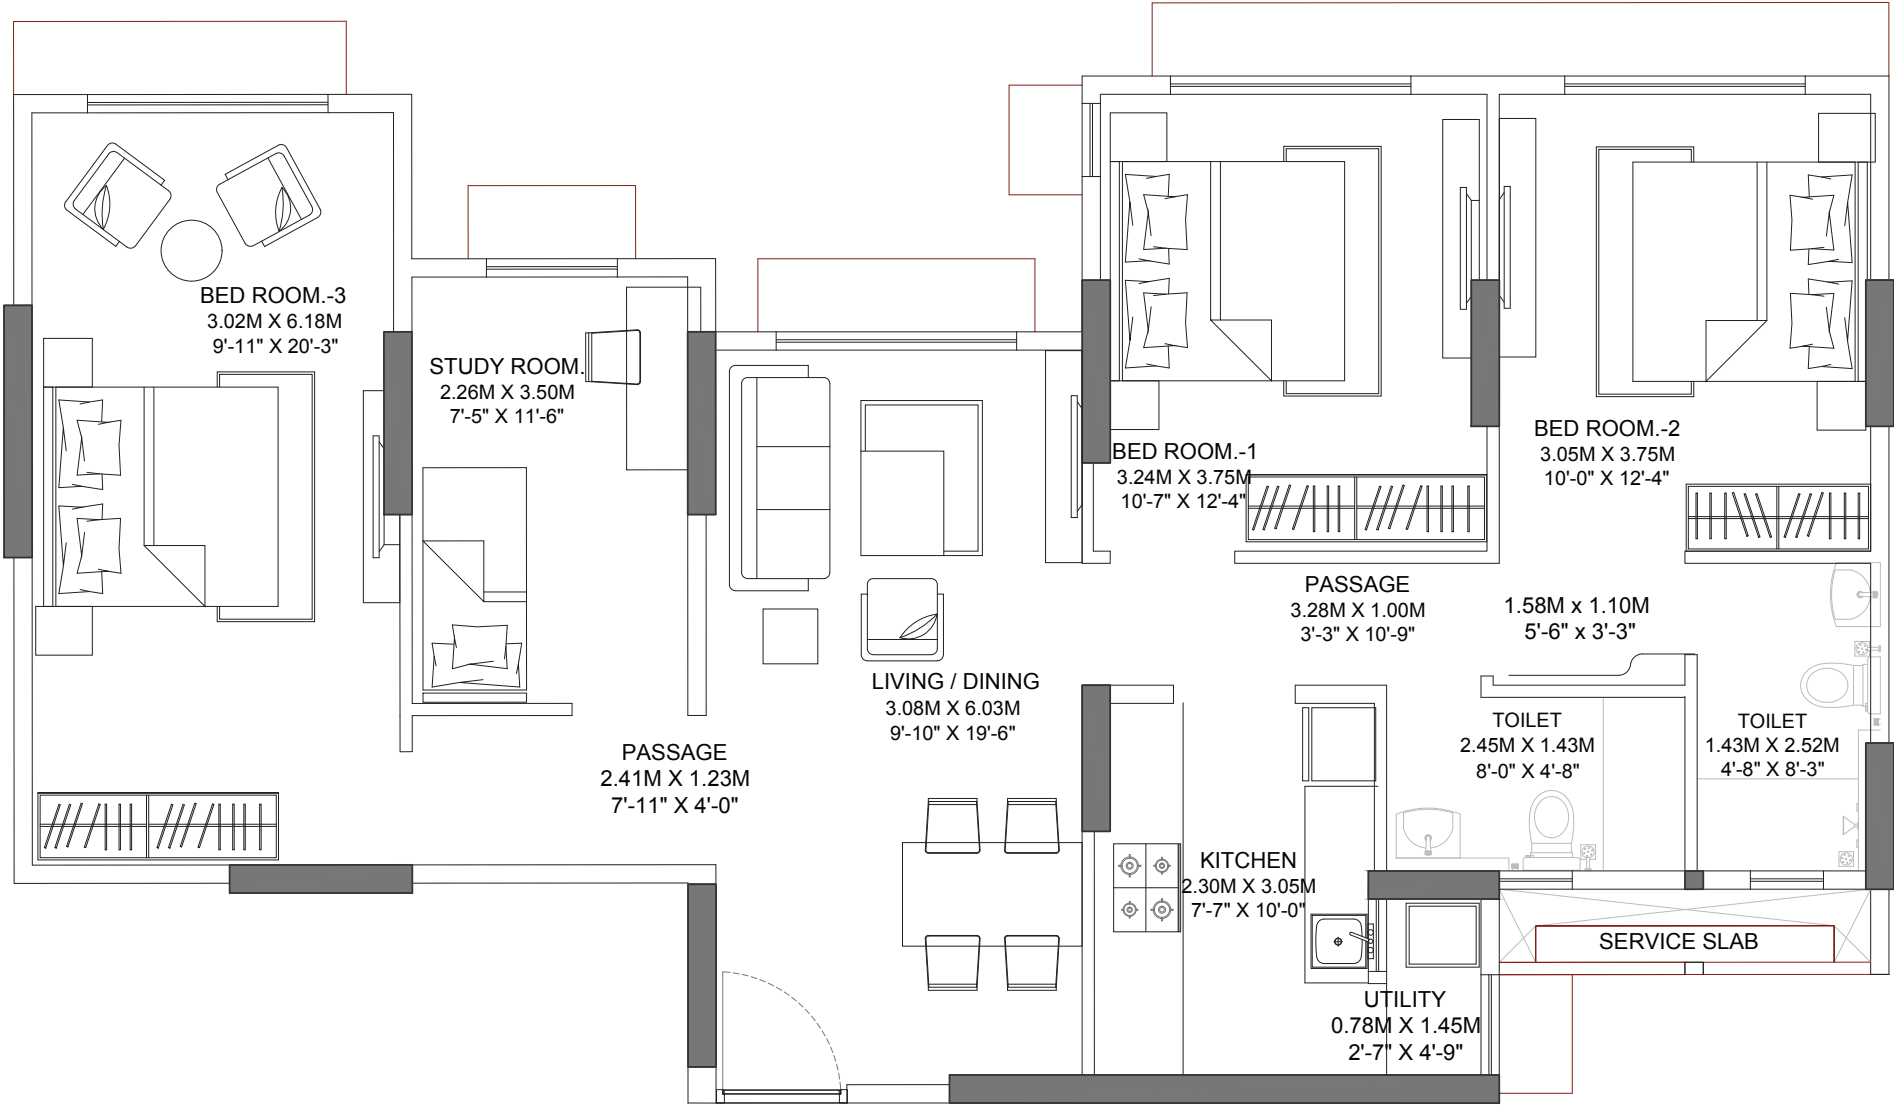 BED ROOM.-3
3.02M X 6.18M
9'-11" X 20'-3"
STUDY ROOM.
2.26M X 3.50M
7'-5" X 11'-6"
BED ROOM.-1
3.24M X 3.75M
10'-7" X 12'-4"
BED ROOM.-2
3.05M X 3.75M
10'-0" X 12'-4"
PASSAGE
3.28M X 1.00M
3'-3" X 10'-9"
1.58M x 1.10M
5'-6" x 3'-3"
LIVING / DINING
3.08M X 6.03M
9'-10" X 19'-6"
PASSAGE
2.41M X 1.23M
7'-11" X 4'-0"
TOILET
2.45M X 1.43M
8'-0" X 4'-8"
TOILET
1.43M X 2.52M
4'-8" X 8'-3"
KITCHEN
2.30M X 3.05M
7'-7" X 10'-0"
SERVICE SLAB
UTILITY
0.78M X 1.45M
2'-7" X 4'-9"